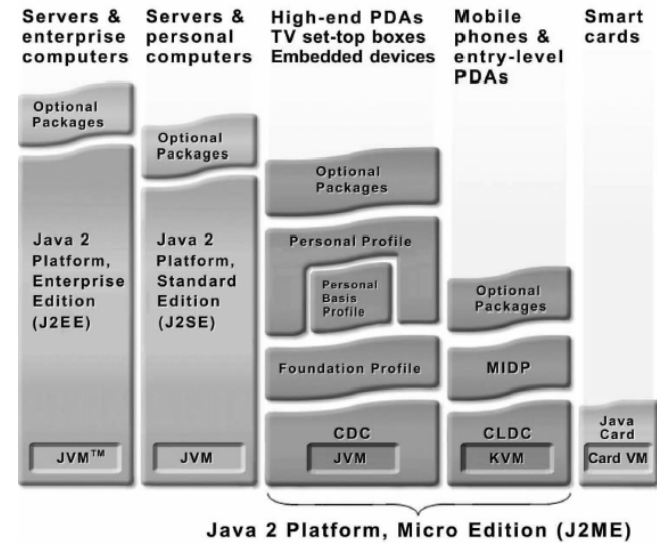 Servers &
enterprise
computers
Servers &
personal
computers
High-end PDAs
TV set-top boxes
Embedded devices
Mobile
phones &
entry-level
PDAs
Smart
cards
Optional
Packages
Java 2
Platform,
Enterprise
Edition
(J2EE)
JVM™
Optional
Packages
Java 2
Platform,
Standard
Edition
(J2SE)
JVM
Optional
Packages
Personal Profile
Personal
Basis
Profile
Foundation Profile
CDC
JVM
Optional
Packages
MIDP
CLDC
KVM
Java
Card
Card VM
Java 2 Platform, Micro Edition (J2ME)